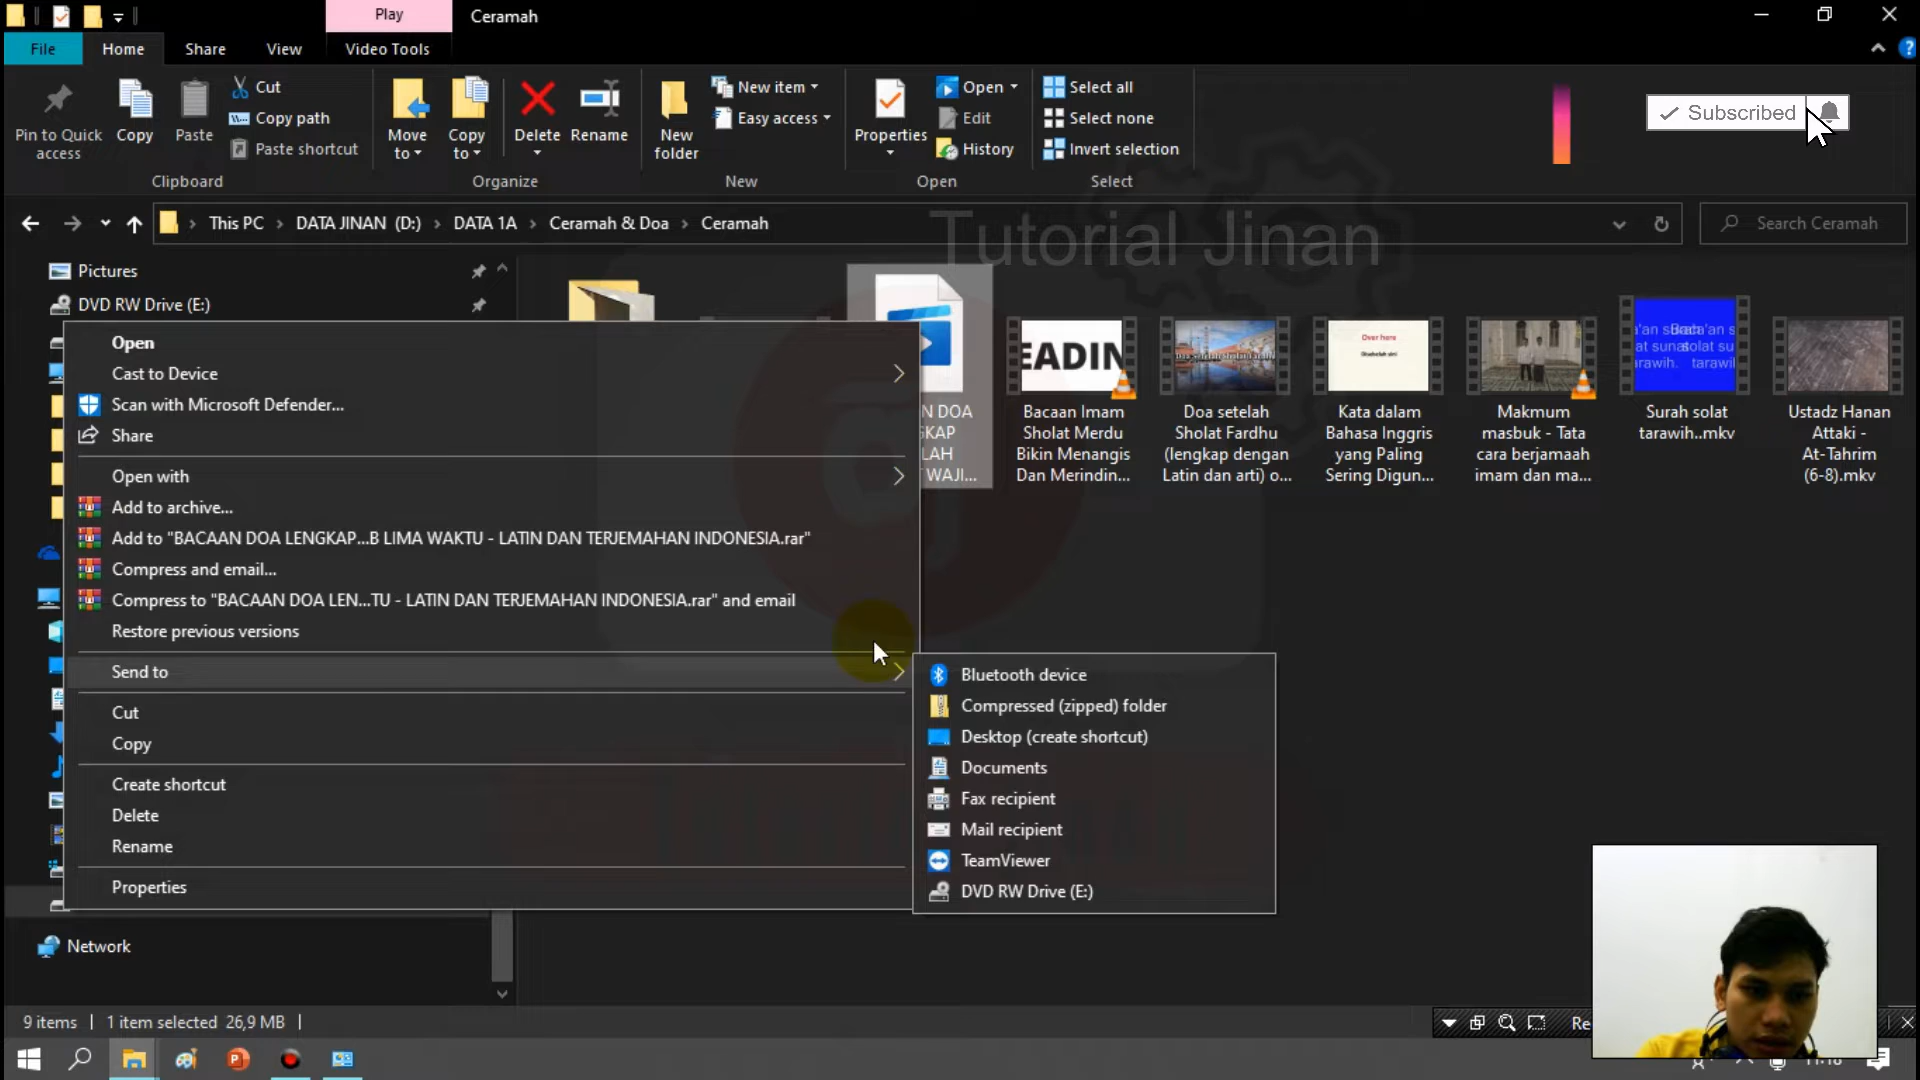 Play
Ceramah
File
Home
Share
View
Video Tools
Pin to Quick
access
Copy
Paste
Cut
Copy path
Paste shortcut
Clipboard
Move
to
Copy
to
Delete
Rename
Organize
New
folder
New item
Easy access
New
Properties
Open
Edit
History
Open
Select all
Select none
Invert selection
Select
Subscribed
This PC
DATA JINAN (D:)
DATA 1A
Ceramah & Doa
Ceramah
Search Ceramah
Tutorial Jinan
Pictures
DVD RW Drive (E:)
Open
Cast to Device
Scan with Microsoft Defender...
Share
Open with
Add to archive...
Add to "BACAAN DOA LENGKAP...B LIMA WAKTU - LATIN DAN TERJEMAHAN INDONESIA.rar"
Compress and email...
Compress to "BACAAN DOA LEN...TU - LATIN DAN TERJEMAHAN INDONESIA.rar" and email
Restore previous versions
Send to
Cut
Copy
Create shortcut
Delete
Rename
Properties
Bluetooth device
Compressed (zipped) folder
Desktop (create shortcut)
Documents
Fax recipient
Mail recipient
TeamViewer
DVD RW Drive (E:)
N DOA
GKAP
LAH
WAJI...
EADIN
Bacaan Imam
Sholat Merdu
Bikin Menangis
Dan Merindin...
Doa setelah
Sholat Fardhu
(lengkap dengan
Latin dan arti) o...
Over here
Kata dalam
Bahasa Inggris
yang Paling
Sering Digun...
Makmum
masbuk - Tata
cara berjamaah
imam dan ma...
Surah solat
tarawih..mkv
Ustadz Hanan
Attaki -
At-Tahrim
(6-8).mkv
Network
9 items
1 item selected 26,9 MB
Re